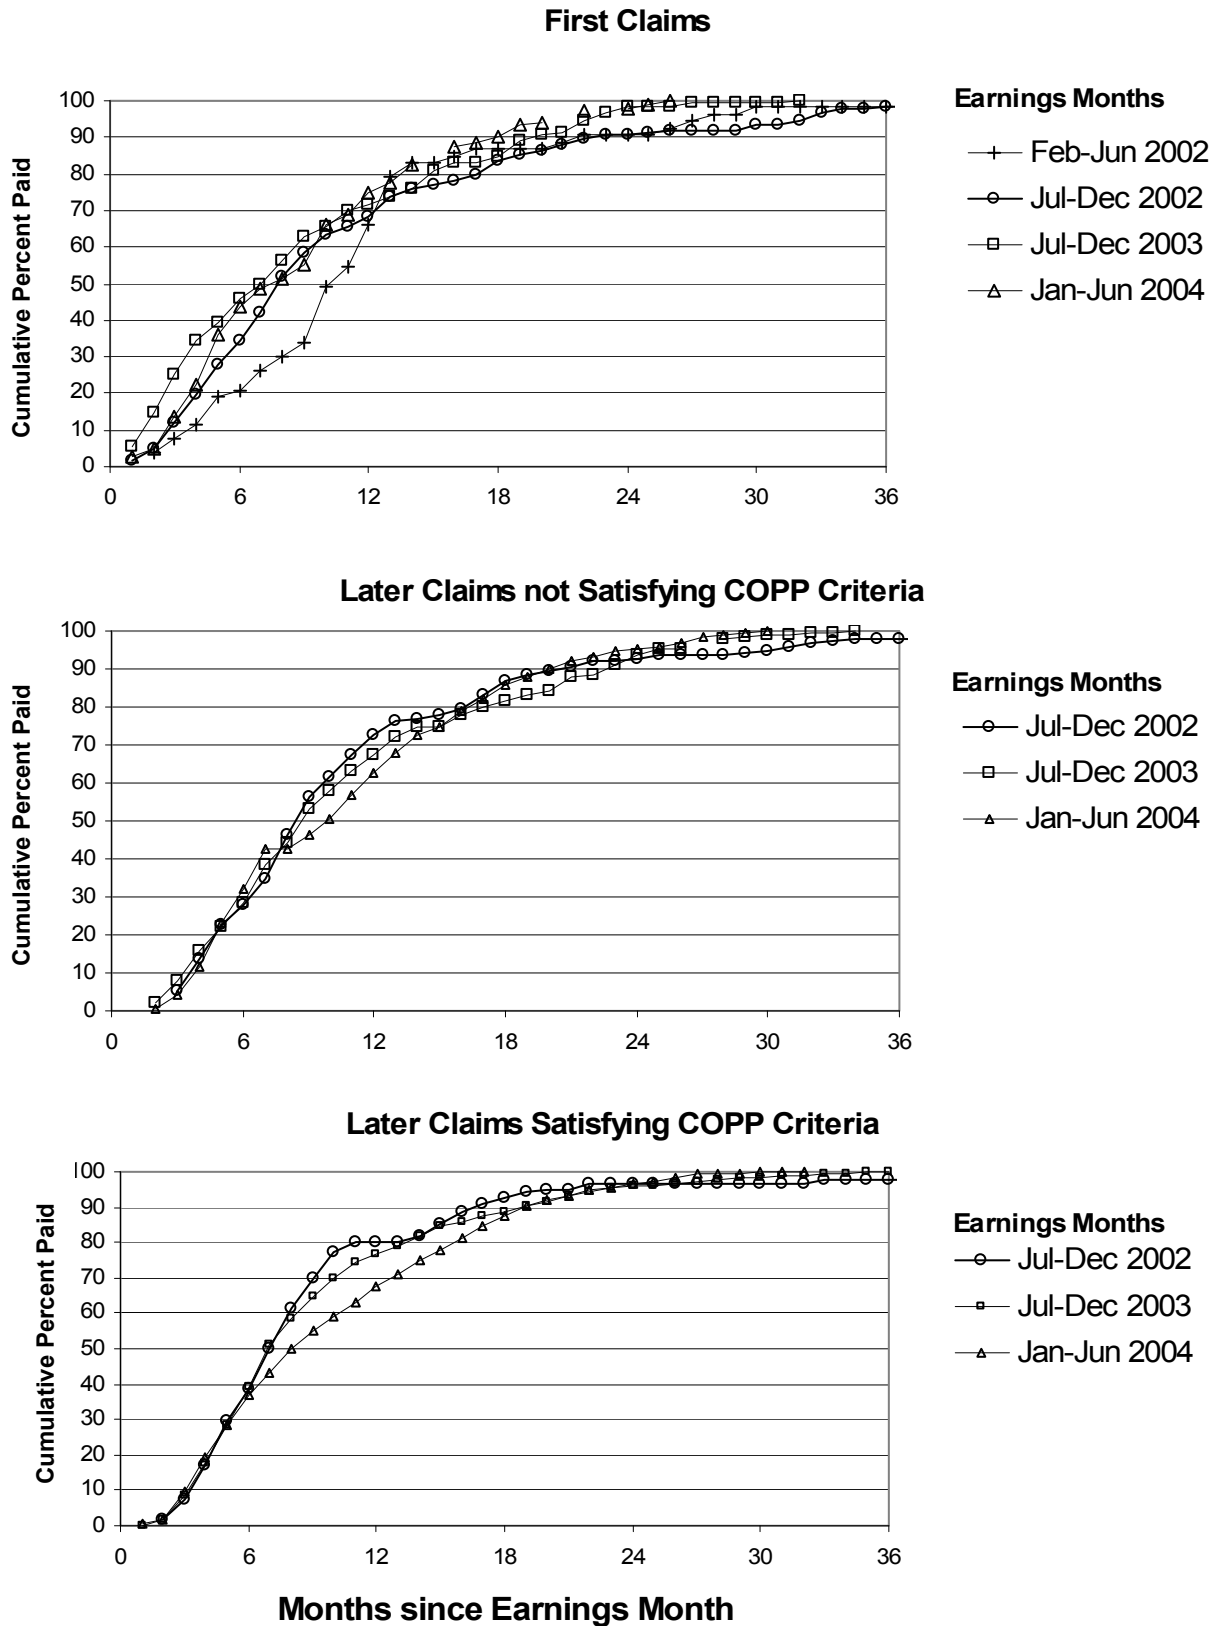 First Claims
Cumulative Percent Paid
100
90
80
70
60
50
40
30
20
10
0
0 6 12 18 24 30 36
Earnings Months
Feb-Jun 2002
Jul-Dec 2002
Jul-Dec 2003
Jan-Jun 2004
Later Claims not Satisfying COPP Criteria
Cumulative Percent Paid
100
90
80
70
60
50
40
30
20
10
0
0 6 12 18 24 30 36
Earnings Months
Jul-Dec 2002
Jul-Dec 2003
Jan-Jun 2004
Later Claims Satisfying COPP Criteria
Cumulative Percent Paid
100
90
80
70
60
50
40
30
20
10
0
0 6 12 18 24 30 36
Earnings Months
Jul-Dec 2002
Jul-Dec 2003
Jan-Jun 2004
Months since Earnings Month